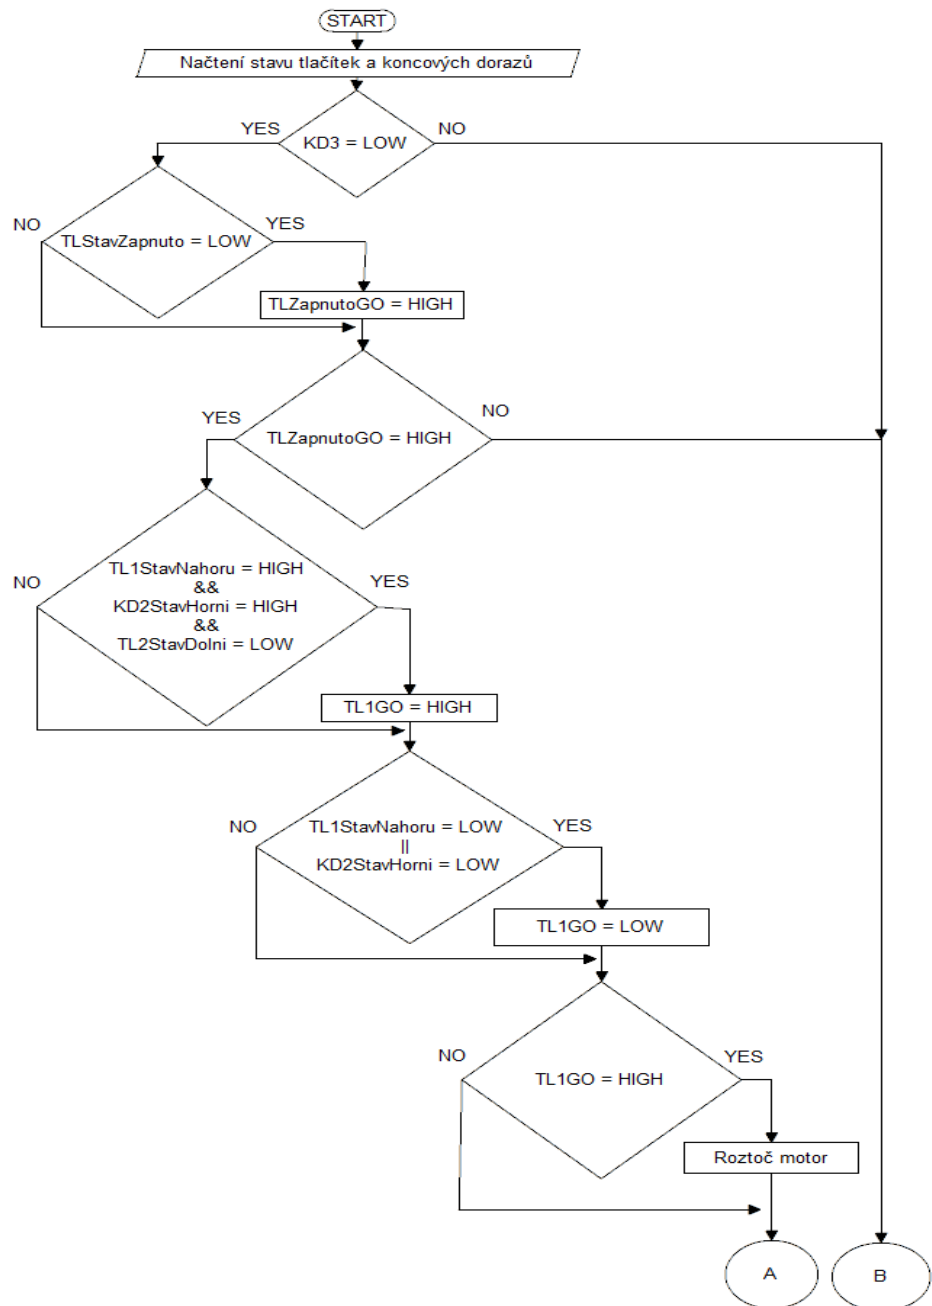 START
Načtení stavu tlačítek a koncových dorazů
YES
NO
KD3 = LOW
NO
YES
TLStavZapnuto = LOW
TLZapnutoGO = HIGH
YES
NO
TLZapnutoGO = HIGH
NO
YES
TL1StavNahoru = HIGH
&&
KD2StavHorni = HIGH
&&
TL2StavDolni = LOW
TL1GO = HIGH
NO
YES
TL1StavNahoru = LOW
||
KD2StavHorni = LOW
TL1GO = LOW
NO
YES
TL1GO = HIGH
Roztoč motor
A
B